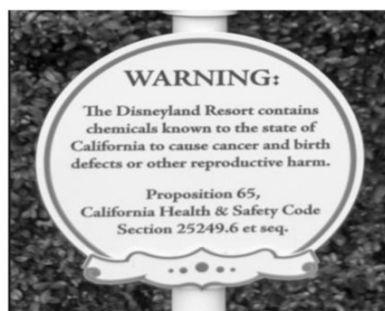 WARNING:
The Disneyland Resort contains
chemicals known to the state of
California to cause cancer and birth
defects or other reproductive harm.
Proposition 65,
California Health & Safety Code
Section 25249.6 et seq.